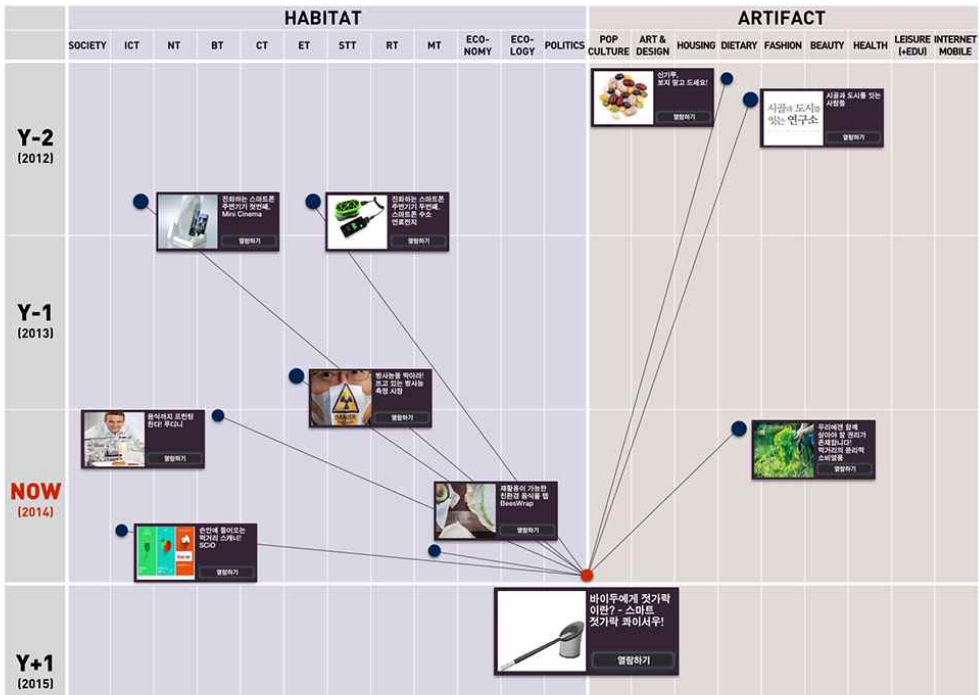 HABITAT
ARTIFACT
SOCIETY
ICT
NT
BT
CT
ET
STT
RT
MT
ECO-
NOMY
ECO-
LOGY
POLITICS
POP
CULTURE
ART &
DESIGN
HOUSING
DIETARY
FASHION
BEAUTY
HEALTH
LEISURE
(+EDU)
INTERNET
MOBILE
Y-2
(2012)
신기루,
보지 말고 드세요!
열람하기
시골과 도시를
잇는 연구소
시골과 도시를 잇는
사람들
열람하기
진화하는 스마트폰
주변기기 첫번째,
Mini Cinema
열람하기
진화하는 스마트폰
주변기기 두번째,
스마트폰 수소
연료전지
열람하기
Y-1
(2013)
방사능을 막아라!
뜨고 있는 방사능
측정 시장
열람하기
NOW
(2014)
음식까지 프린팅
한다! 푸디니
열람하기
우리에겐 함께
살아야 할 권리가
존재합니다!
먹거리의 윤리적
소비열풍
열람하기
재활용이 가능한
친환경 음식물 랩
BeesWrap
열람하기
손안에 들어오는
먹거리 스캐너!
SCiO
열람하기
Y+1
(2015)
바이두에게 젓가락
이란? - 스마트
젓가락 콰이서우!
열람하기